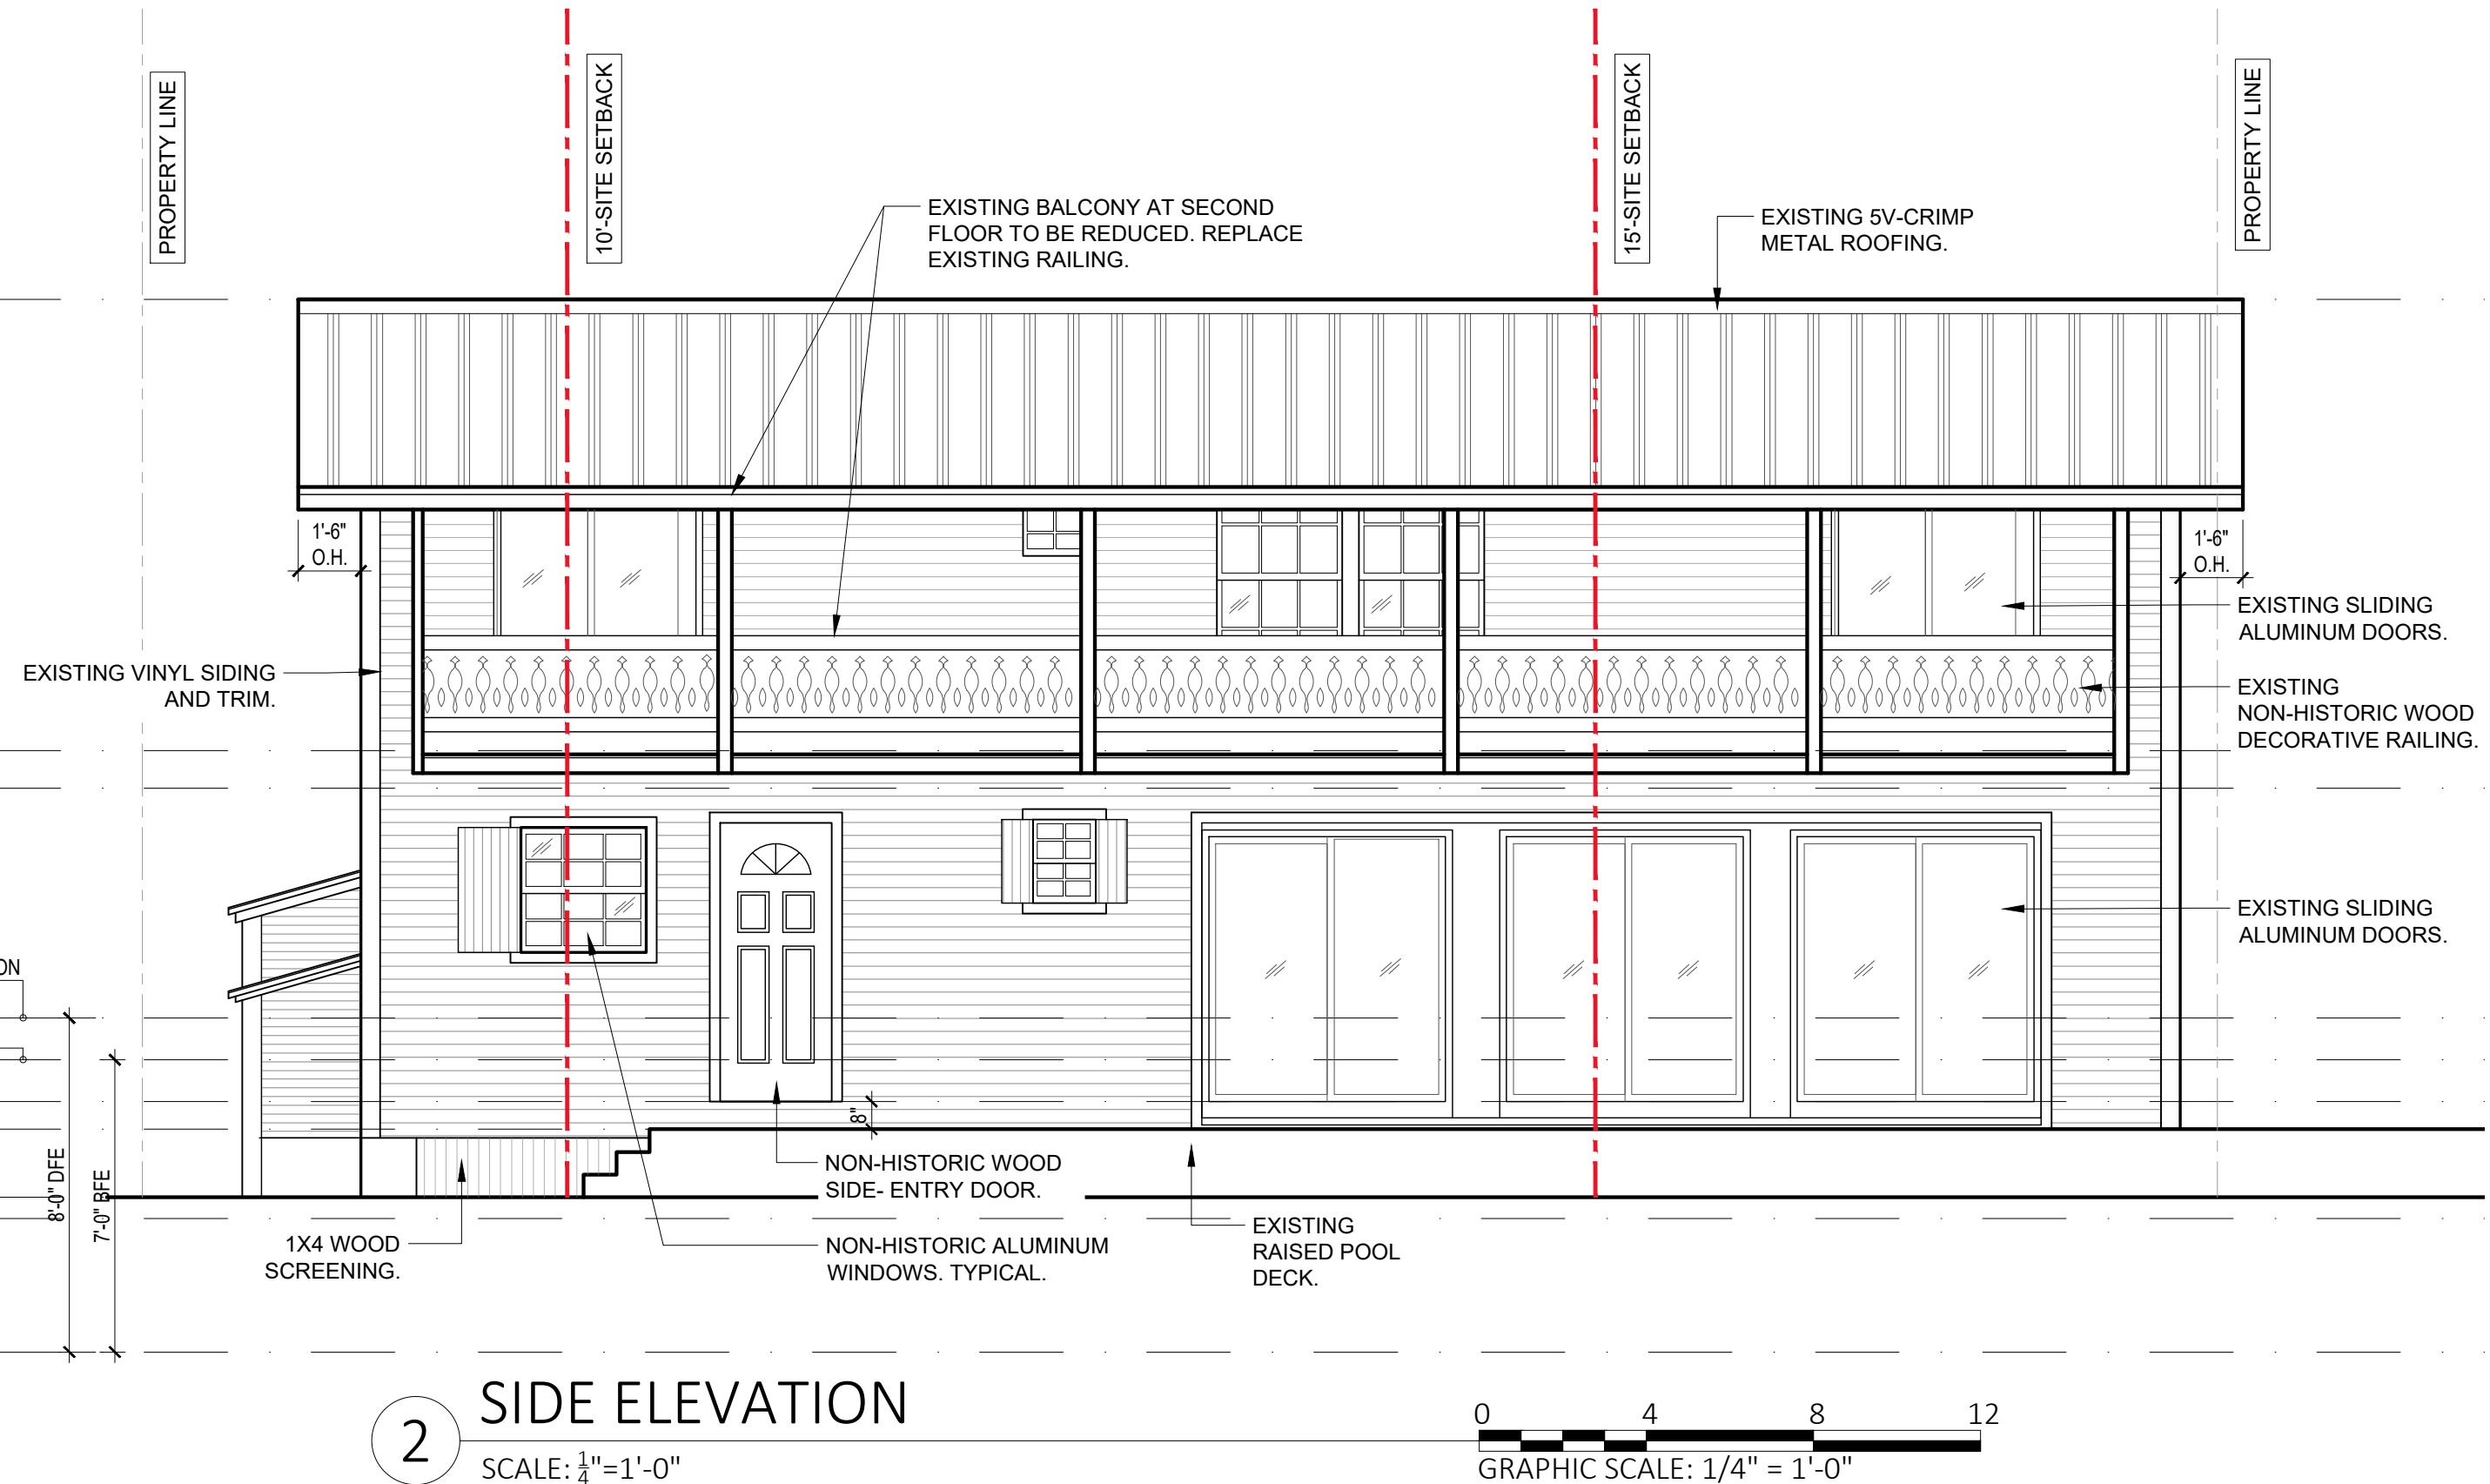 PROPERTY LINE
10'-SITE SETBACK
15'-SITE SETBACK
PROPERTY LINE
EXISTING BALCONY AT SECOND
FLOOR TO BE REDUCED. REPLACE
EXISTING RAILING.
EXISTING 5V-CRIMP
METAL ROOFING.
1'-6"
O.H.
1'-6"
O.H.
EXISTING SLIDING
ALUMINUM DOORS.
EXISTING VINYL SIDING
AND TRIM.
EXISTING
NON-HISTORIC WOOD
DECORATIVE RAILING.
EXISTING SLIDING
ALUMINUM DOORS.
ON
8"
8'-0" DFE
7'-0" BFE
NON-HISTORIC WOOD
SIDE- ENTRY DOOR.
1X4 WOOD
SCREENING.
NON-HISTORIC ALUMINUM
WINDOWS. TYPICAL.
EXISTING
RAISED POOL
DECK.
2
SIDE ELEVATION
SCALE: 1/4"=1'-0"
0 4 8 12
GRAPHIC SCALE: 1/4" = 1'-0"